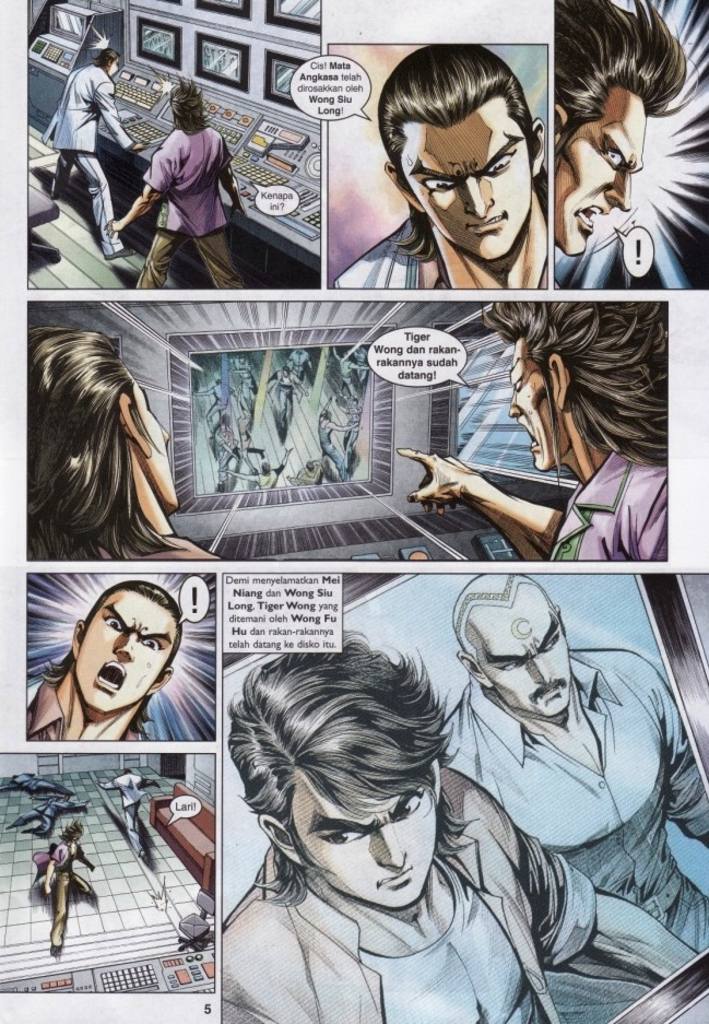 Kenapa
ini?
Cis! Mata
Angkasa telah
dirosakkan oleh
Wong Siu
Long!
!
Tiger
Wong dan rakan-
rakannya sudah
datang!
!
Demi menyelamatkan Mei
Niang dan Wong Siu
Long, Tiger Wong yang
ditemani oleh Wong Fu
Hu dan rakan-rakannya
telah datang ke disko itu.
Lari!
5